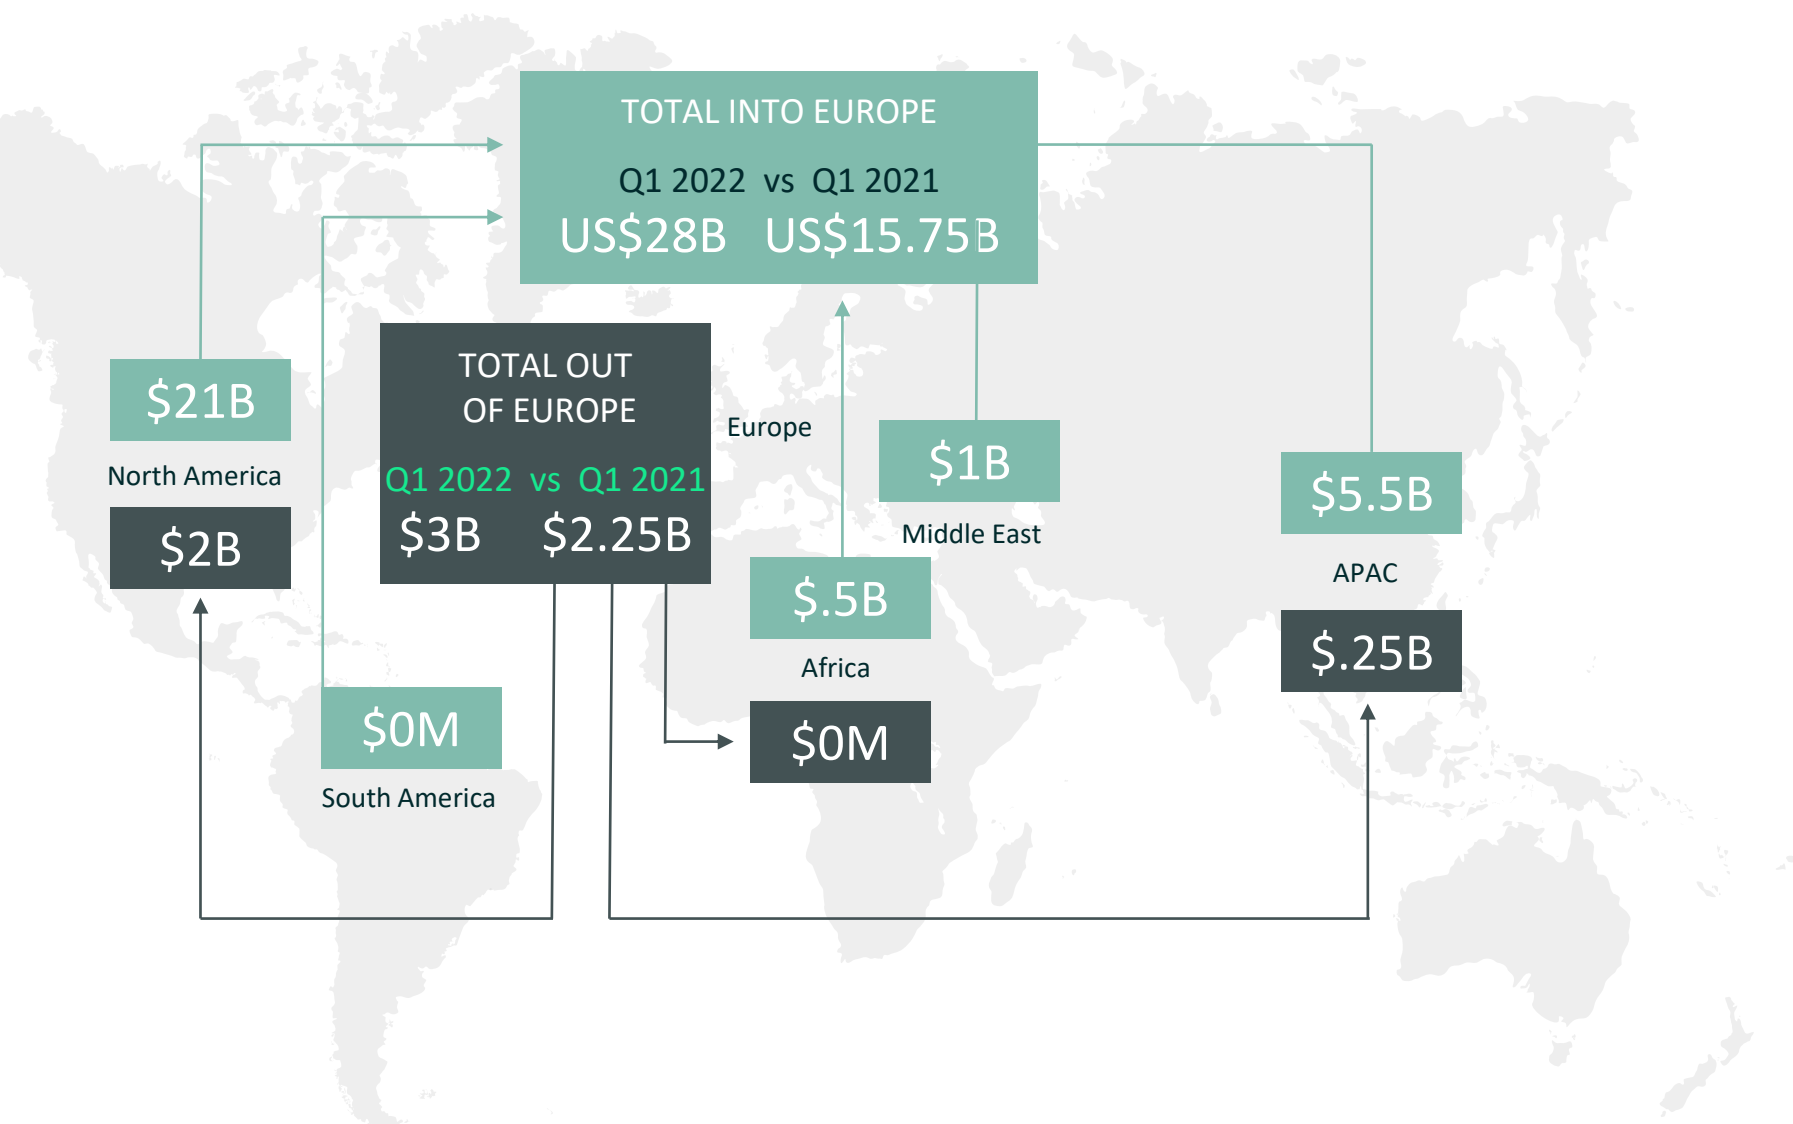 TOTAL INTO EUROPE
Q1 2022 vs Q1 2021
US$28B US$15.75B
TOTAL OUT
OF EUROPE
Q1 2022 vs Q1 2021
$3B $2.25B
$21B
North America
$2B
$0M
South America
Europe
$1B
Middle East
$.5B
Africa
$0M
$5.5B
APAC
$.25B